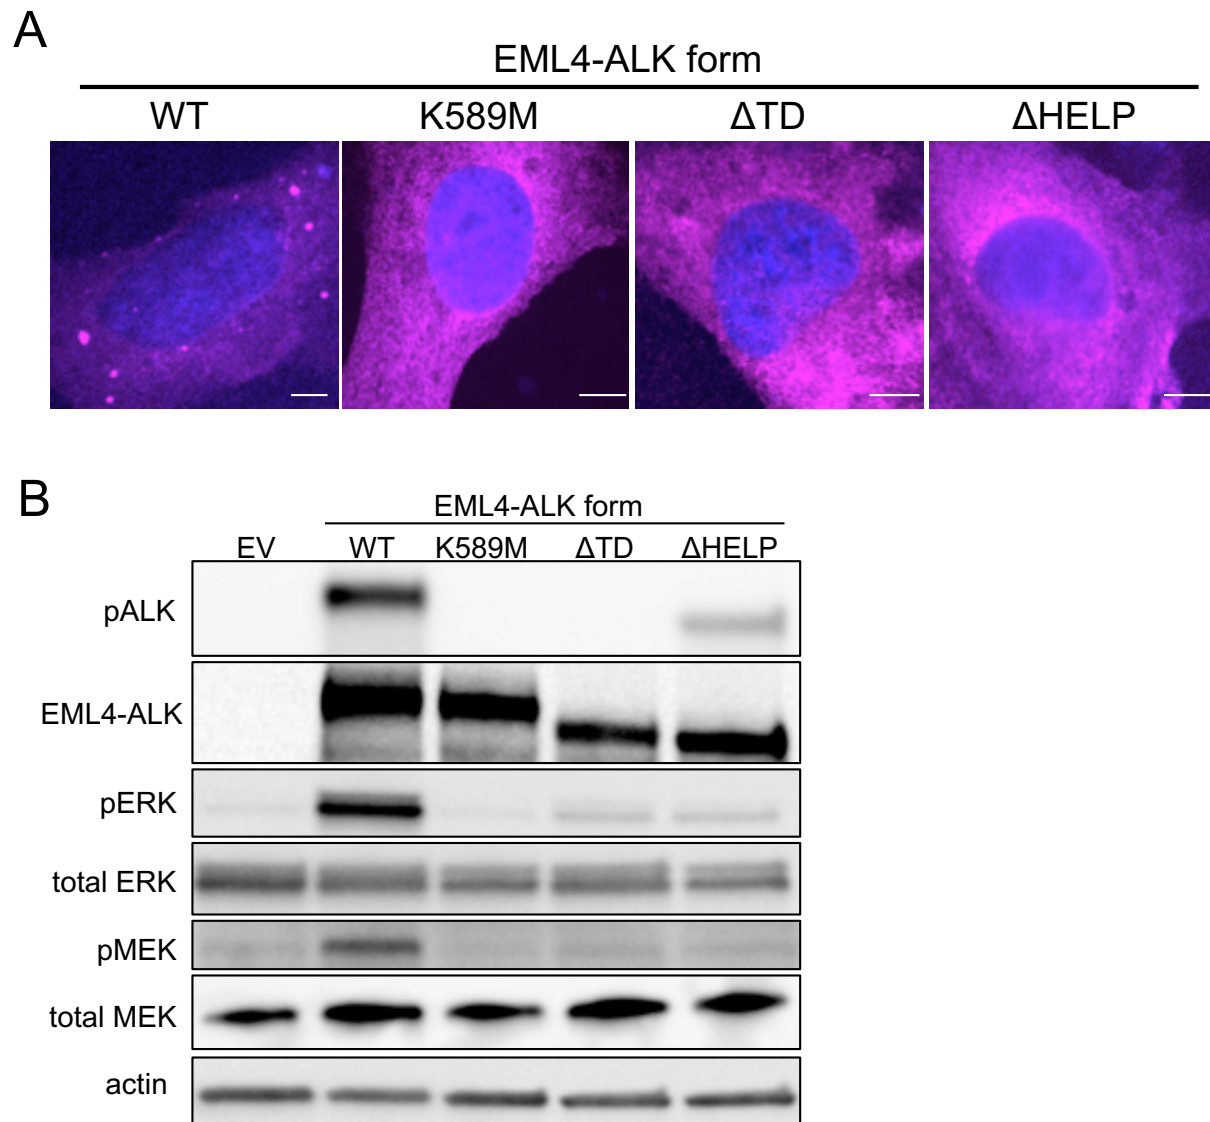 A
EML4-ALK form
WT K589M ΔTD ΔHELP
B
EML4-ALK form
EV WT K589M ΔTD ΔHELP
pALK
EML4-ALK
pERK
total ERK
pMEK
total MEK
actin